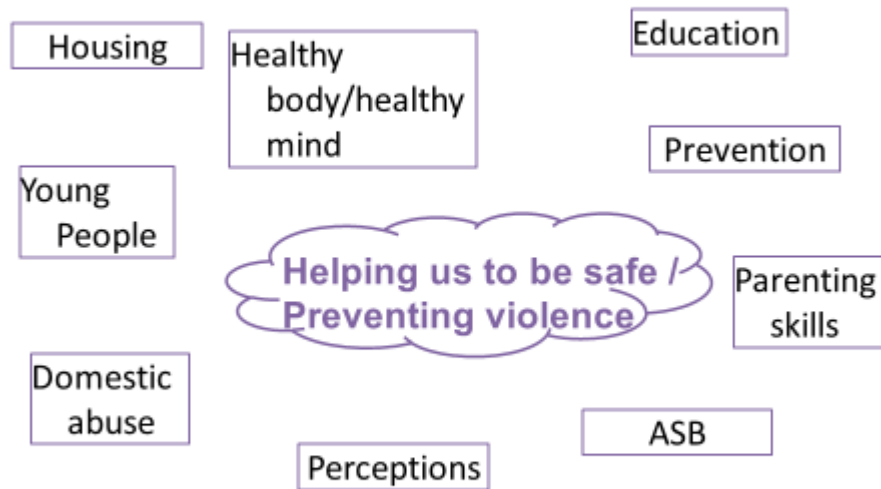 Housing
Healthy
body/healthy
mind
Education
Prevention
Young
People
Helping us to be safe /
Preventing violence
Parenting
skills
Domestic
abuse
ASB
Perceptions